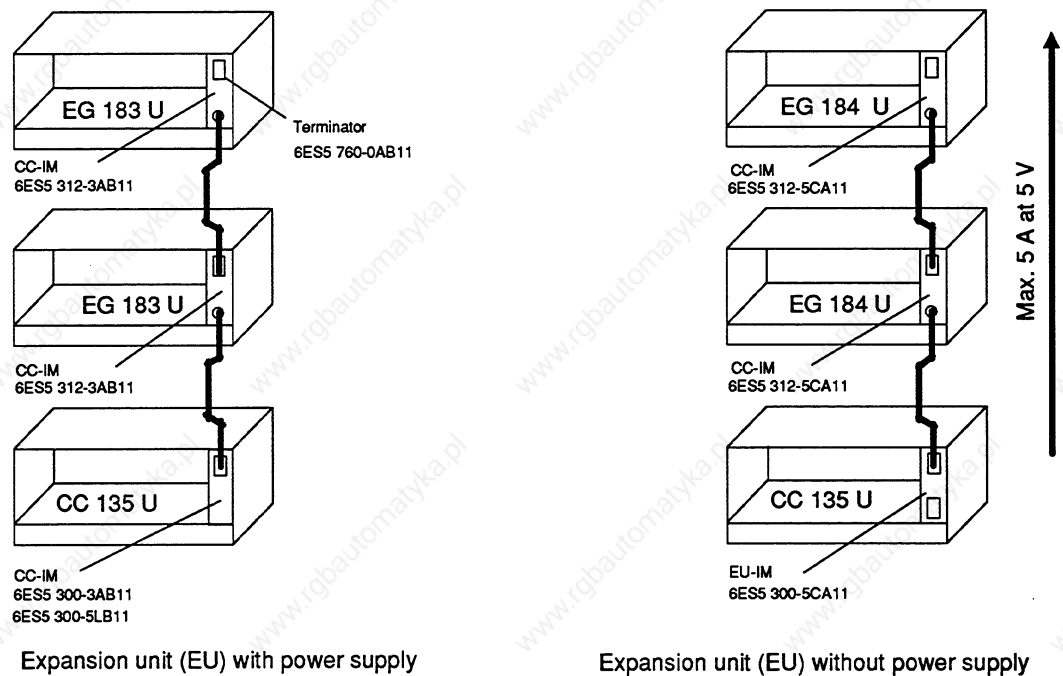 EG 183 U
Terminator
6ES5 760-0AB11
CC-IM
6ES5 312-3AB11
EG 183 U
CC-IM
6ES5 312-3AB11
CC 135 U
CC-IM
6ES5 300-3AB11
6ES5 300-5LB11
Expansion unit (EU) with power supply
EG 184 U
CC-IM
6ES5 312-5CA11
EG 184 U
CC-IM
6ES5 312-5CA11
CC 135 U
EU-IM
6ES5 300-5CA11
Max. 5 A at 5 V
Expansion unit (EU) without power supply
www.rgbautomatyka.pl